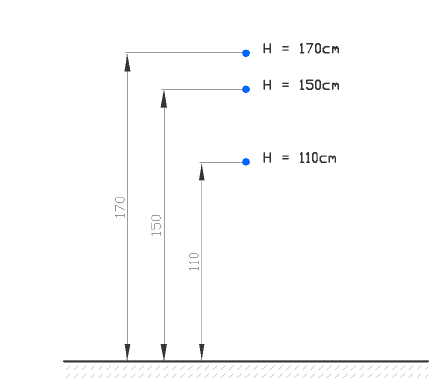 H = 170cm
H = 150cm
H = 110cm
170
150
110